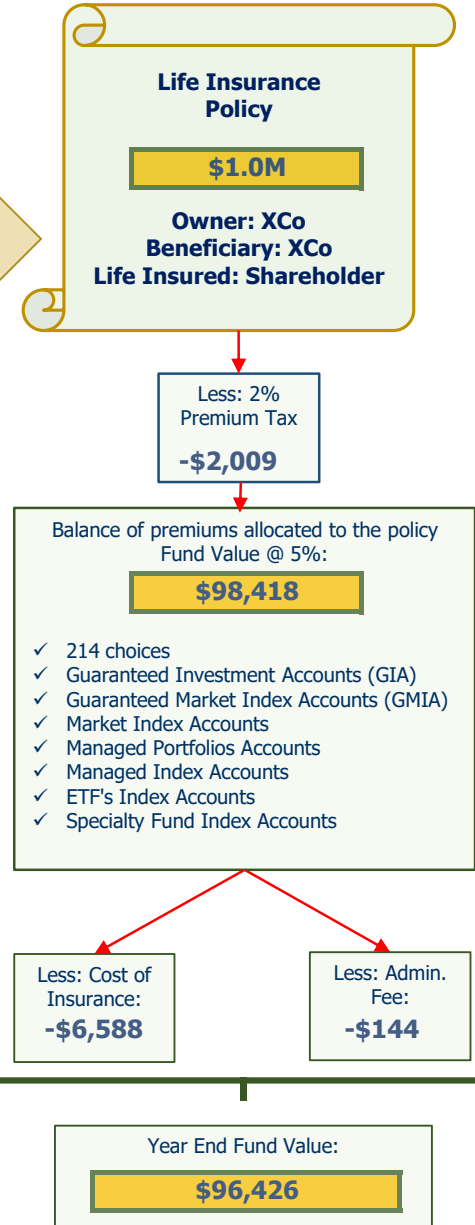 Life Insurance
Policy
$1.0M
Owner: XCo
Beneficiary: XCo
Life Insured: Shareholder
Less: 2%
Premium Tax
-$2,009
Balance of premiums allocated to the policy
Fund Value @ 5%:
$98,418
✓ 214 choices
✓ Guaranteed Investment Accounts (GIA)
✓ Guaranteed Market Index Accounts (GMIA)
✓ Market Index Accounts
✓ Managed Portfolios Accounts
✓ Managed Index Accounts
✓ ETF's Index Accounts
✓ Specialty Fund Index Accounts
Less: Cost of
Insurance:
-$6,588
Less: Admin.
Fee:
-$144
Year End Fund Value:
$96,426